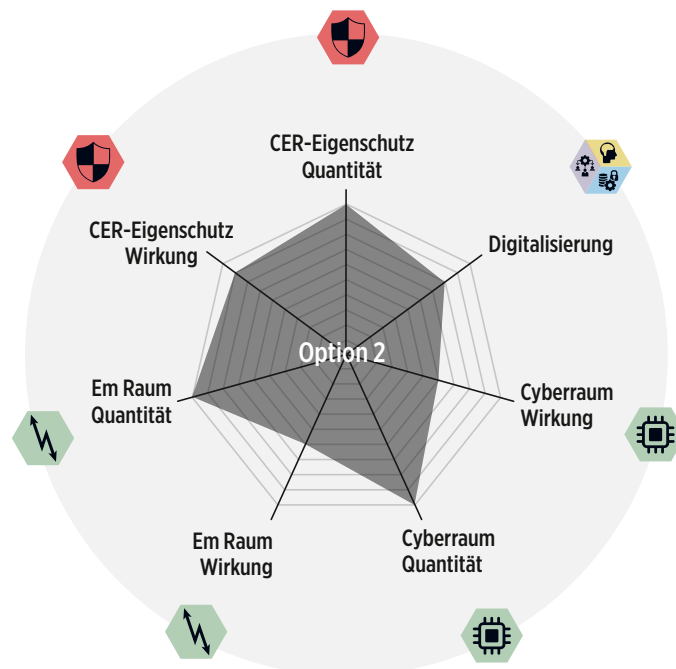 CER-Eigenschutz
Quantität
Digitalisierung
Cyberraum
Wirkung
Cyberraum
Quantität
Em Raum
Wirkung
Em Raum
Quantität
CER-Eigenschutz
Wirkung
Option 2